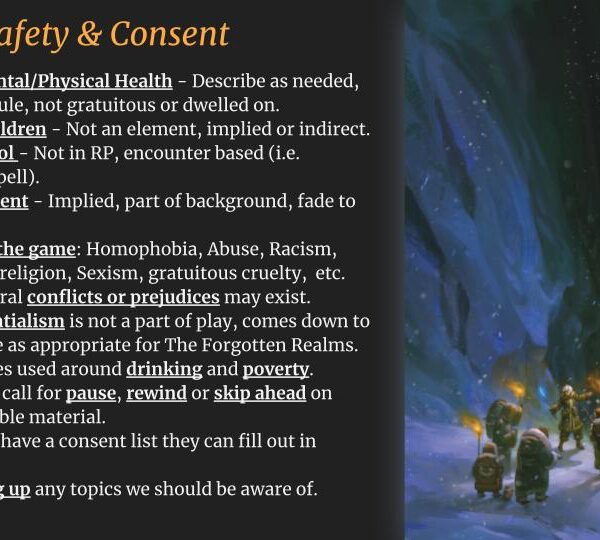 afety & Consent
ntal/Physical Health - Describe as needed,
ule, not gratuitous or dwelled on.
ldren - Not an element, implied or indirect.
ol - Not in RP, encounter based (i.e.
pell).
ent - Implied, part of background, fade to
the game: Homophobia, Abuse, Racism,
religion, Sexism, gratuitous cruelty, etc.
ral conflicts or prejudices may exist.
ntialism is not a part of play, comes down to
e as appropriate for The Forgotten Realms.
es used around drinking and poverty.
call for pause, rewind or skip ahead on
ble material.
have a consent list they can fill out in
g up any topics we should be aware of.